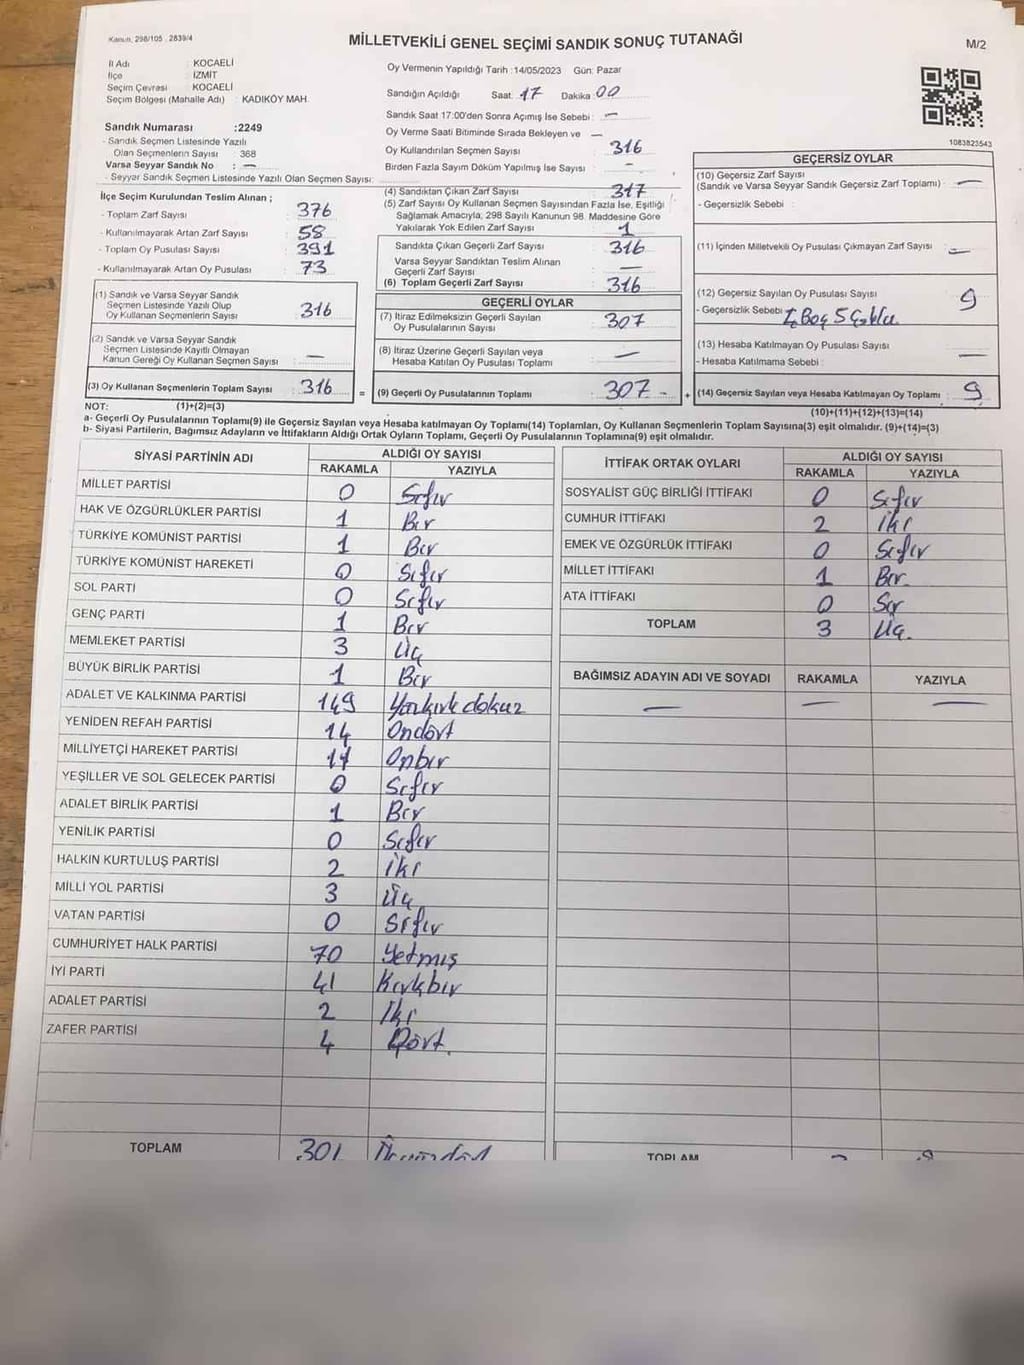 Kanun, 298/105 , 2839/4
MİLLETVEKİLİ GENEL SEÇİMİ SANDIK SONUÇ TUTANAĞI
M/2
İl Adı : KOCAELİ
İlçe : İZMİT
Seçim Çevresi : KOCAELİ
Seçim Bölgesi (Mahalle Adı) : KADIKÖY MAH.
Sandık Numarası :2249
- Sandık Seçmen Listesinde Yazılı
Olan Seçmenlerin Sayısı : 368
Varsa Seyyar Sandık No : —
- Seyyar Sandık Seçmen Listesinde Yazılı Olan Seçmen Sayısı:
Oy Vermenin Yapıldığı Tarih :14/05/2023 Gün: Pazar
Sandığın Açıldığı Saat: 17 Dakika: 00
Sandık Saat 17:00'den Sonra Açımış İse Sebebi : —
Oy Verme Saati Bitiminde Sırada Bekleyen ve —
Oy Kullandırılan Seçmen Sayısı : 316
Birden Fazla Sayım Döküm Yapılmış İse Sayısı : -
1083823543
İlçe Seçim Kurulundan Teslim Alınan ;
- Toplam Zarf Sayısı : 376
- Kullanılmayarak Artan Zarf Sayısı : 58
- Toplam Oy Pusulası Sayısı : 391
- Kullanılmayarak Artan Oy Pusulası : 73
(1) Sandık ve Varsa Seyyar Sandık
Seçmen Listesinde Yazılı Olup
Oy Kullanan Seçmenlerin Sayısı : 316
(2) Sandık ve Varsa Seyyar Sandık
Seçmen Listesinde Kayıtlı Olmayan
Kanun Gereği Oy Kullanan Seçmen Sayısı : —
(3) Oy Kullanan Seçmenlerin Toplam Sayısı : 316 =
(4) Sandıktan Çıkan Zarf Sayısı : 317
(5) Zarf Sayısı Oy Kullanan Seçmen Sayısından Fazla İse, Eşitliği
Sağlamak Amacıyla, 298 Sayılı Kanunun 98. Maddesine Göre
Yakılarak Yok Edilen Zarf Sayısı : 1
Sandıkta Çıkan Geçerli Zarf Sayısı : 316
Varsa Seyyar Sandıktan Teslim Alınan
Geçerli Zarf Sayısı : —
(6) Toplam Geçerli Zarf Sayısı : 316
GEÇERLİ OYLAR
(7) İtiraz Edilmeksizin Geçerli Sayılan
Oy Pusulalarının Sayısı : 307
(8) İtiraz Üzerine Geçerli Sayılan veya
Hesaba Katılan Oy Pusulası Toplamı : —
(9) Geçerli Oy Pusulalarının Toplamı : 307 - +
GEÇERSİZ OYLAR
(10) Geçersiz Zarf Sayısı
(Sandık ve Varsa Seyyar Sandık Geçersiz Zarf Toplamı) : —
- Geçersizlik Sebebi :
(11) İçinden Milletvekili Oy Pusulası Çıkmayan Zarf Sayısı : —
(12) Geçersiz Sayılan Oy Pusulası Sayısı : 9
- Geçersizlik Sebebi : Boş 5
(13) Hesaba Katılmayan Oy Pusulası Sayısı : —
- Hesaba Katılmama Sebebi :
(14) Geçersiz Sayılan veya Hesaba Katılmayan Oy Toplamı : 9
NOT: (1)+(2)=(3)
(10)+(11)+(12)+(13)=(14)
a- Geçerli Oy Pusulalarının Toplamı(9) ile Geçersiz Sayılan veya Hesaba katılmayan Oy Toplamı(14) Toplamları, Oy Kullanan Seçmenlerin Toplam Sayısına(3) eşit olmalıdır. (9)+(14)=(3)
b- Siyasi Partilerin, Bağımsız Adayların ve İttifakların Aldığı Ortak Oyların Toplamı, Geçerli Oy Pusulalarının Toplamına(9) eşit olmalıdır.
SİYASİ PARTİNİN ADI ALDIĞI OY SAYISI
RAKAMLA YAZIYLA
MİLLET PARTİSİ 0 Sıfır
HAK VE ÖZGÜRLÜKLER PARTİSİ 1 Bir
TÜRKİYE KOMÜNİST PARTİSİ 1 Bir
TÜRKİYE KOMÜNİST HAREKETİ 0 Sıfır
SOL PARTİ 0 Sıfır
GENÇ PARTİ 1 Bir
MEMLEKET PARTİSİ 3 Üç
BÜYÜK BİRLİK PARTİSİ 1 Bir
ADALET VE KALKINMA PARTİSİ 149 Yüzkırkdokuz
YENİDEN REFAH PARTİSİ 14 Ondört
MİLLİYETÇİ HAREKET PARTİSİ 11 Onbir
YEŞİLLER VE SOL GELECEK PARTİSİ 0 Sıfır
ADALET BİRLİK PARTİSİ 1 Bir
YENİLİK PARTİSİ 0 Sıfır
HALKIN KURTULUŞ PARTİSİ 2 İki
MİLLİ YOL PARTİSİ 3 Üç
VATAN PARTİSİ 0 Sıfır
CUMHURİYET HALK PARTİSİ 70 Yetmiş
İYİ PARTİ 41 Kırkbir
ADALET PARTİSİ 2 İki
ZAFER PARTİSİ 4 Dört.
TOPLAM 301
İTTİFAK ORTAK OYLARI ALDIĞI OY SAYISI
RAKAMLA YAZIYLA
SOSYALİST GÜÇ BİRLİĞİ İTTİFAKI 0 Sıfır
CUMHUR İTTİFAKI 2 İki
EMEK VE ÖZGÜRLÜK İTTİFAKI 0 Sıfır
MİLLET İTTİFAKI 1 Bir.
ATA İTTİFAKI 0
TOPLAM 3 Üç.
BAĞIMSIZ ADAYIN ADI VE SOYADI RAKAMLA YAZIYLA
— — —
TOPLAM